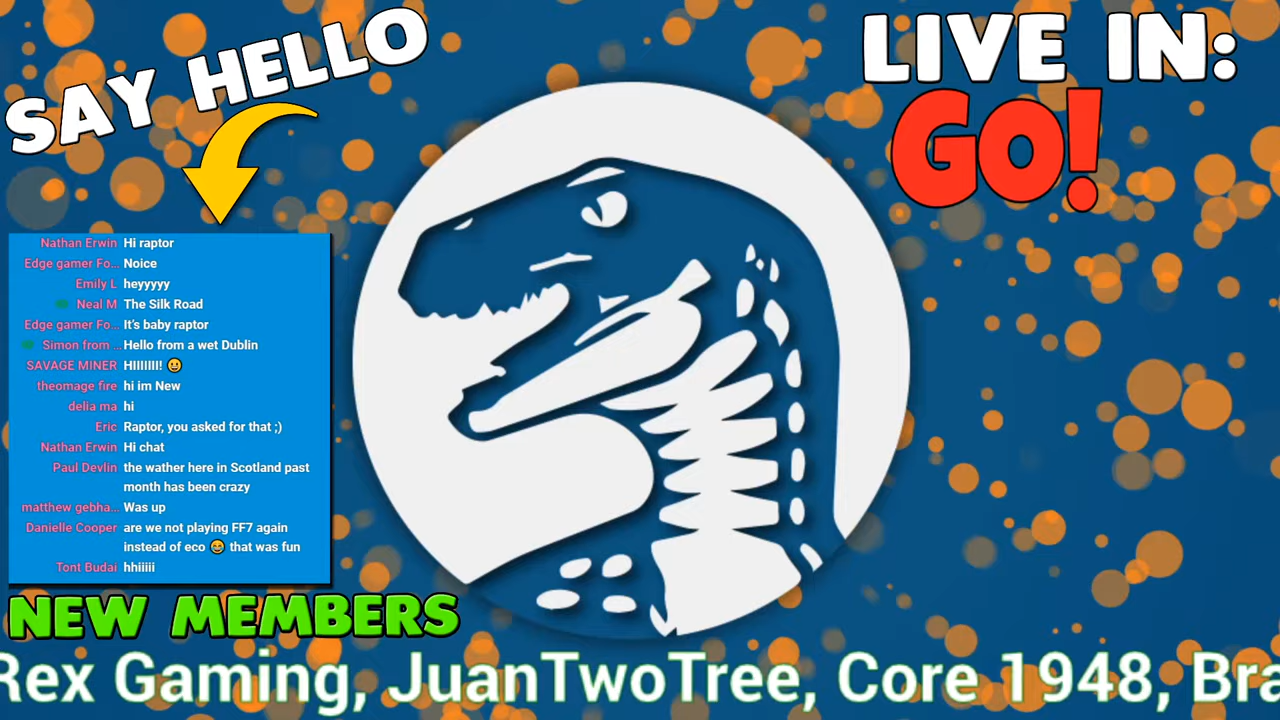 SAY HELLO
LIVE IN:
GO!
Nathan Erwin Hi raptor
Edge gamer Fo... Noice
Emily L heyyyyy
Neal M The Silk Road
Edge gamer Fo... It's baby raptor
Simon from ... Hello from a wet Dublin
SAVAGE MINER HIIIIIII! 😀
theomage fire hi im New
delia ma hi
Eric Raptor, you asked for that ;)
Nathan Erwin Hi chat
Paul Devlin the wather here in Scotland past
month has been crazy
matthew gebha... Was up
Danielle Cooper are we not playing FF7 again
instead of eco 😅 that was fun
Tont Budai hhiiiii
NEW MEMBERS
Rex Gaming, JuanTwoTree, Core 1948, Bra